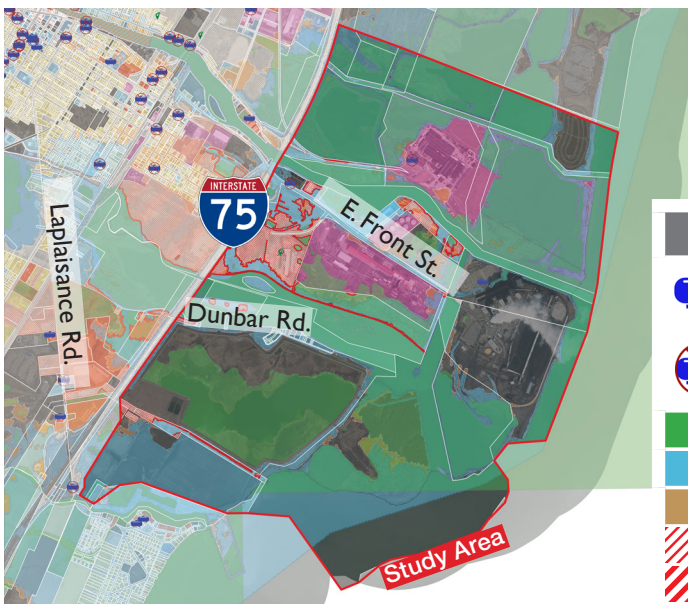 INTERSTATE
75
E. Front St.
Laplaisance Rd.
Dunbar Rd.
Study Area